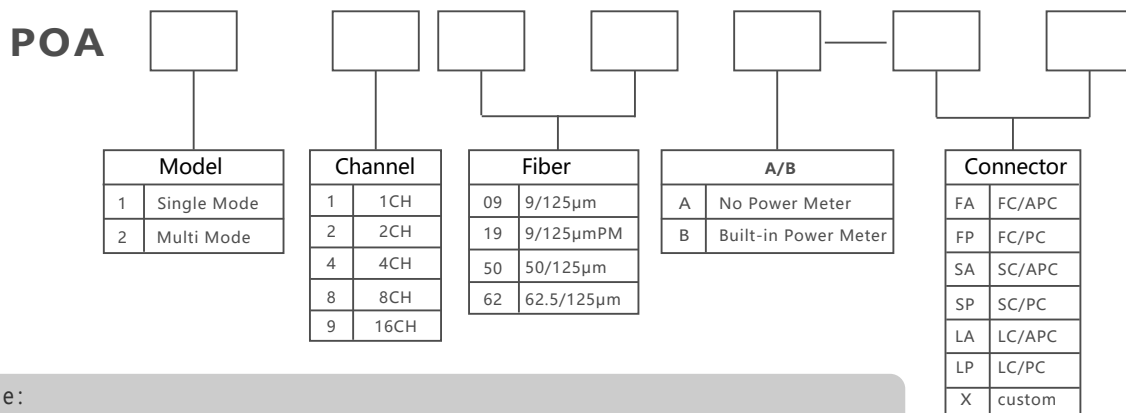 POA
Model
1 Single Mode
2 Multi Mode
Channel
1 1CH
2 2CH
4 4CH
8 8CH
9 16CH
Fiber
09 9/125μm
19 9/125μmPM
50 50/125μm
62 62.5/125μm
A/B
A No Power Meter
B Built-in Power Meter
Connector
FA FC/APC
FP FC/PC
SA SC/APC
SP SC/PC
LA LC/APC
LP LC/PC
X custom
e: